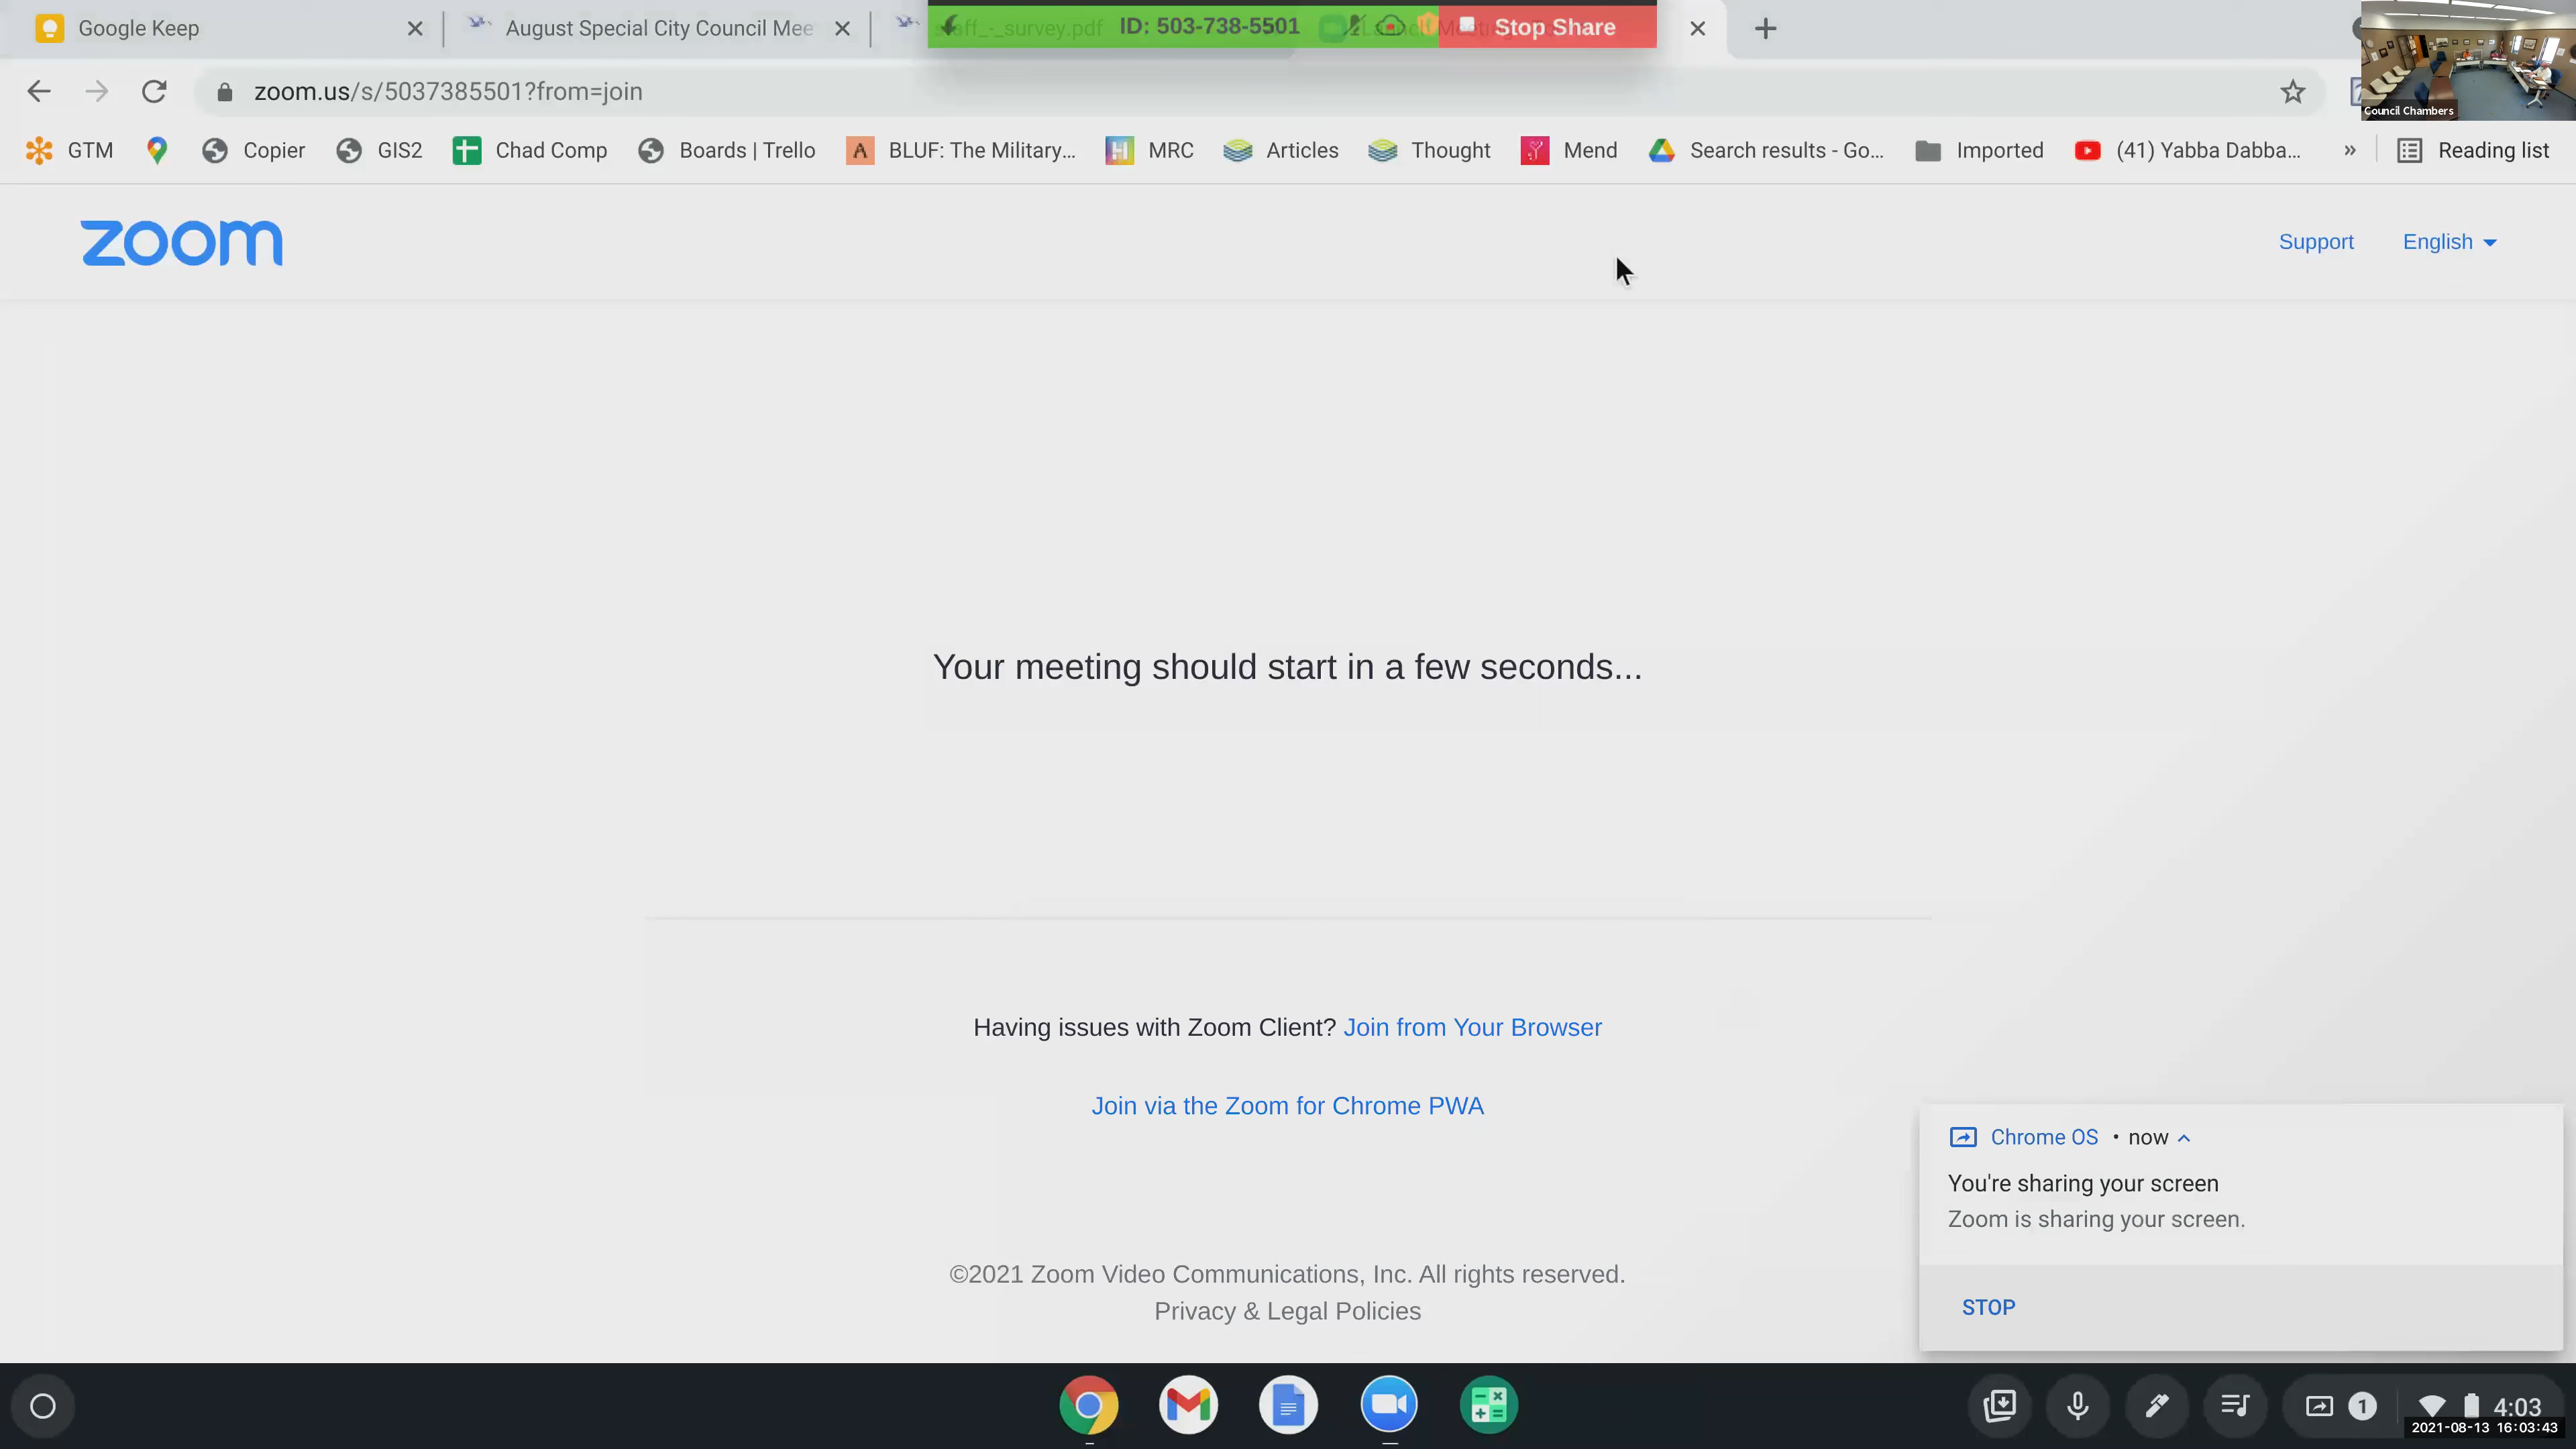 Google Keep
August Special City Council Mee
aff_-_survey.pdf
ID: 503-738-5501
Stop Share
zoom.us/s/5037385501?from=join
Council Chambers
GTM
Copier
GIS2
Chad Comp
Boards | Trello
A
BLUF: The Military...
H
MRC
Articles
Thought
Mend
Search results - Go...
Imported
(41) Yabba Dabba...
»
Reading list
zoom
Support
English
Your meeting should start in a few seconds...
Having issues with Zoom Client? Join from Your Browser
Join via the Zoom for Chrome PWA
Chrome OS • now
You're sharing your screen
Zoom is sharing your screen.
STOP
©2021 Zoom Video Communications, Inc. All rights reserved.
Privacy & Legal Policies
1
4:03
2021-08-13 16:03:43